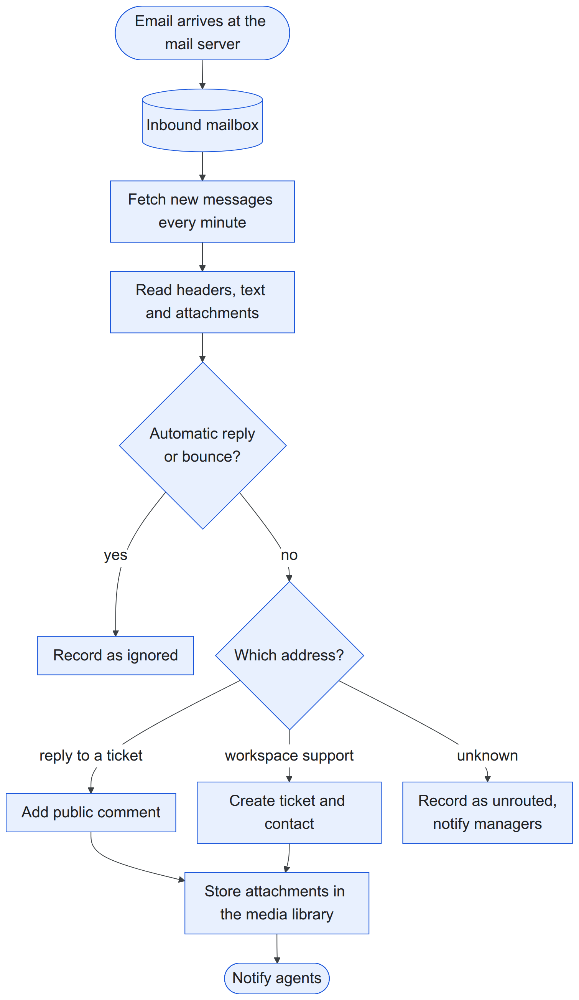 Email arrives at the
mail server
Inbound mailbox
Fetch new messages
every minute
Read headers, text
and attachments
Automatic reply
or bounce?
yes
no
Record as ignored
Which address?
reply to a ticket
workspace support
unknown
Add public comment
Create ticket and
contact
Record as unrouted,
notify managers
Store attachments in
the media library
Notify agents